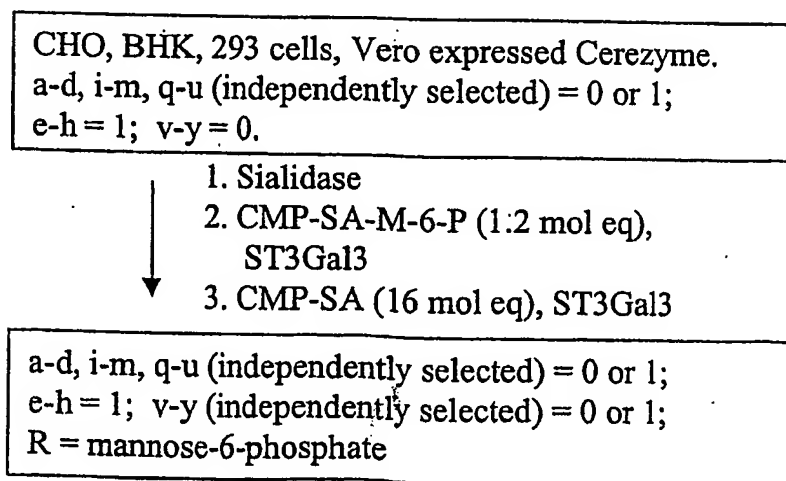 CHO, BHK, 293 cells, Vero expressed Cerezyme.
a-d, i-m, q-u (independently selected) = 0 or 1;
e-h = 1; v-y = 0.
1. Sialidase
2. CMP-SA-M-6-P (1:2 mol eq),
ST3Gal3
3. CMP-SA (16 mol eq), ST3Gal3
a-d, i-m, q-u (independently selected) = 0 or 1;
e-h = 1; v-y (independently selected) = 0 or 1;
R = mannose-6-phosphate